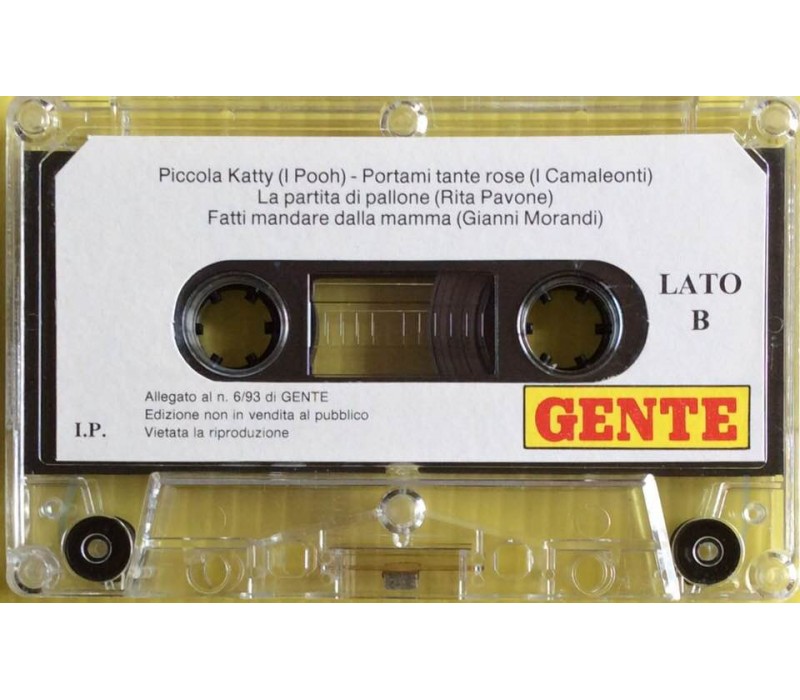 Piccola Katty (I Pooh) - Portami tante rose (I Camaleonti)
La partita di pallone (Rita Pavone)
Fatti mandare dalla mamma (Gianni Morandi)
LATO
B
Allegato al n. 6/93 di GENTE
Edizione non in vendita al pubblico
Vietata la riproduzione
I.P.
GENTE